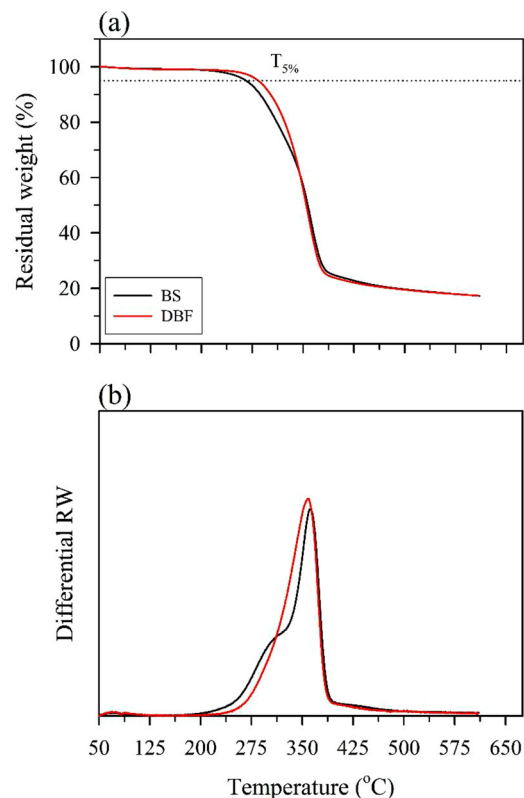 (a)
T5%
100
80
60
40
20
0
Residual weight (%)
BS
DBF
(b)
Differential RW
50 125 200 275 350 425 500 575 650
Temperature (oC)